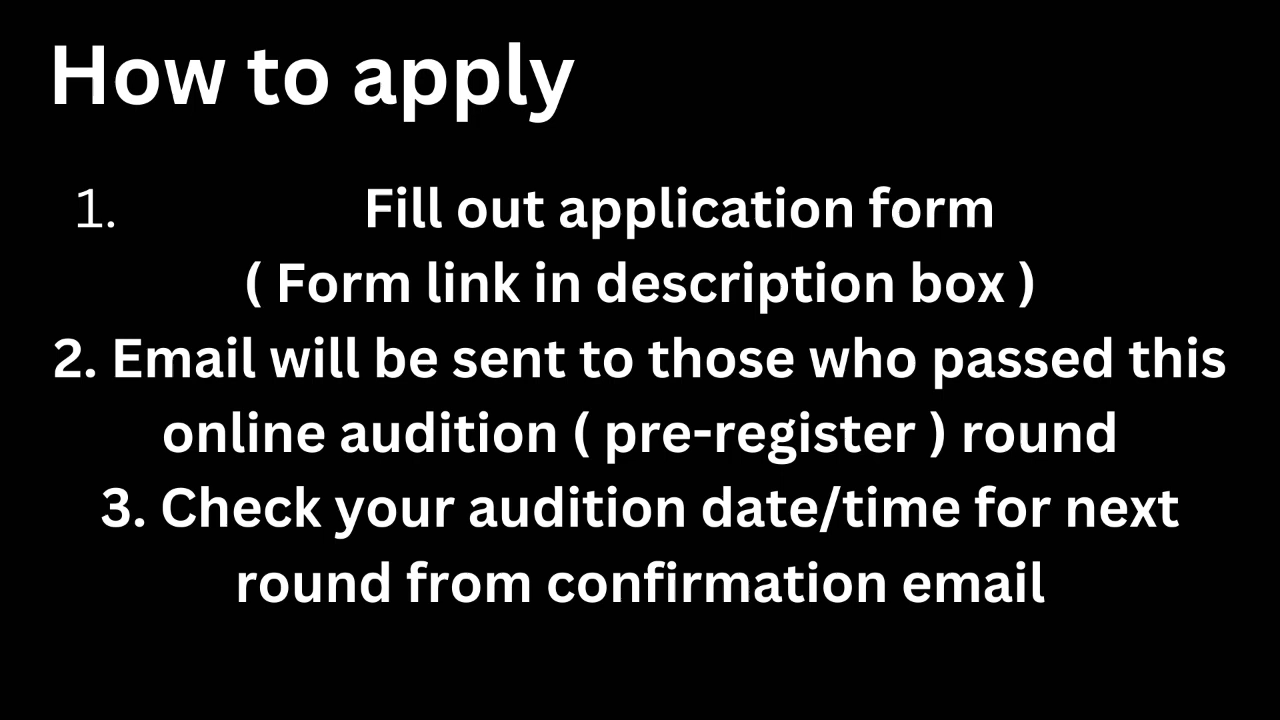 How to apply
1. Fill out application form
( Form link in description box )
2. Email will be sent to those who passed this
online audition ( pre-register ) round
3. Check your audition date/time for next
round from confirmation email